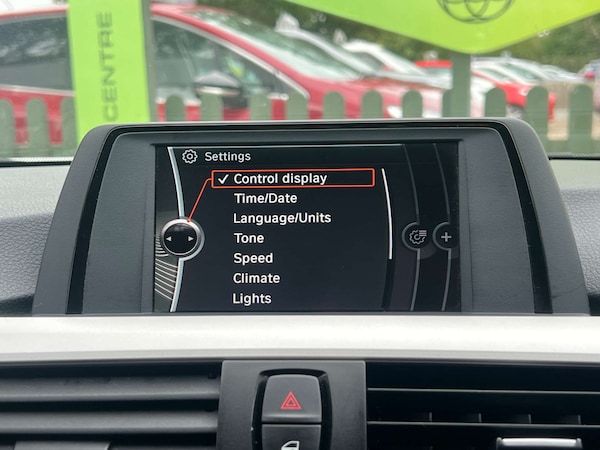 CENTRE
Settings
✓ Control display
Time/Date
Language/Units
Tone
Speed
Climate
Lights